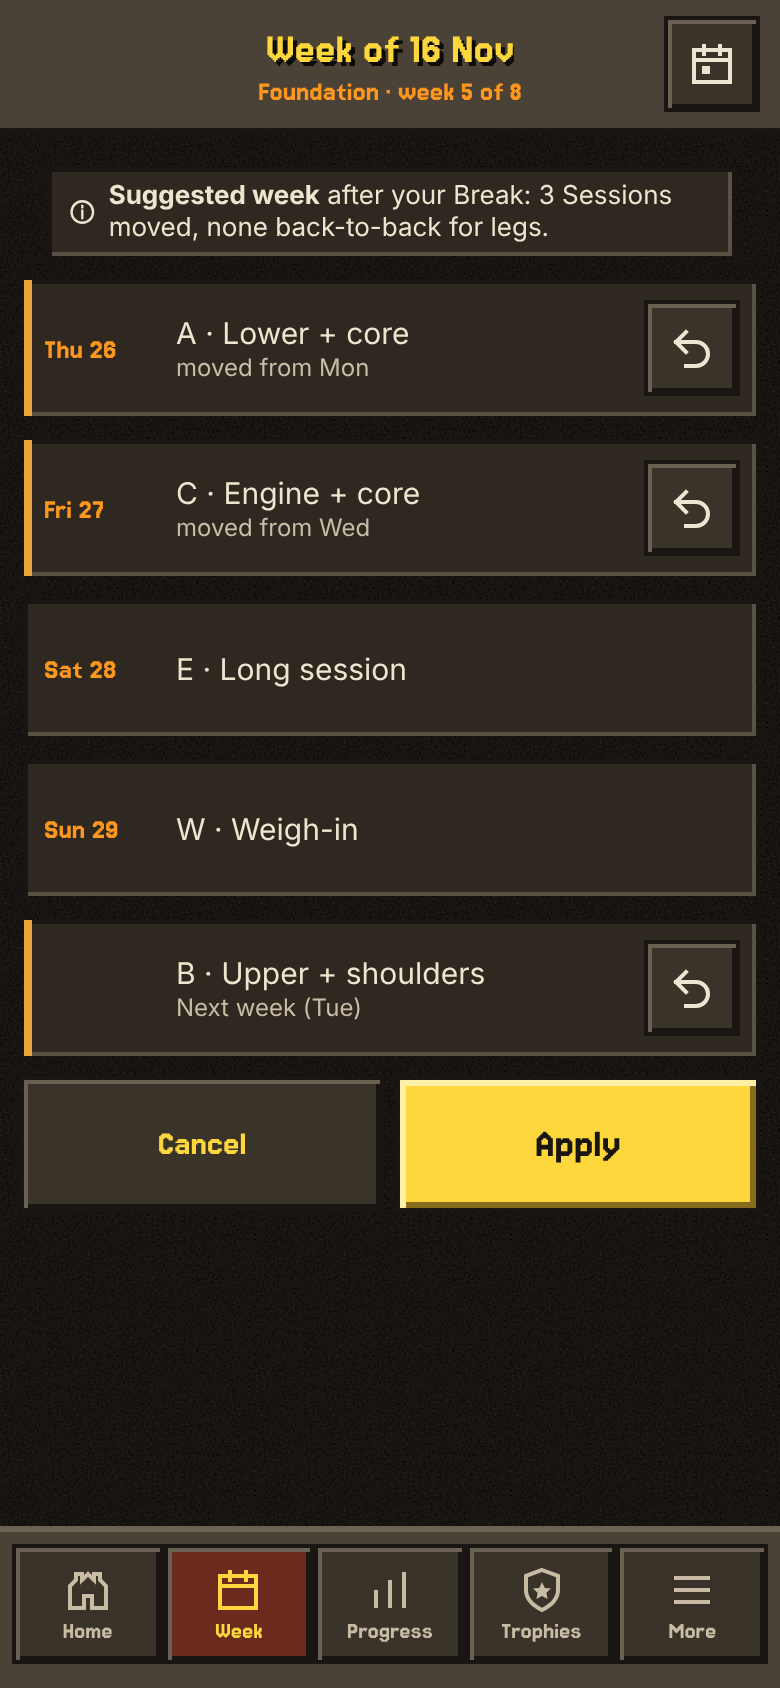 Week of 16 Nov
Foundation · week 5 of 8
Suggested week after your Break: 3 Sessions
moved, none back-to-back for legs.
Thu 26
A · Lower + core
moved from Mon
Fri 27
C · Engine + core
moved from Wed
Sat 28
E · Long session
Sun 29
W · Weigh-in
B · Upper + shoulders
Next week (Tue)
Cancel
Apply
Home
Week
Progress
Trophies
More